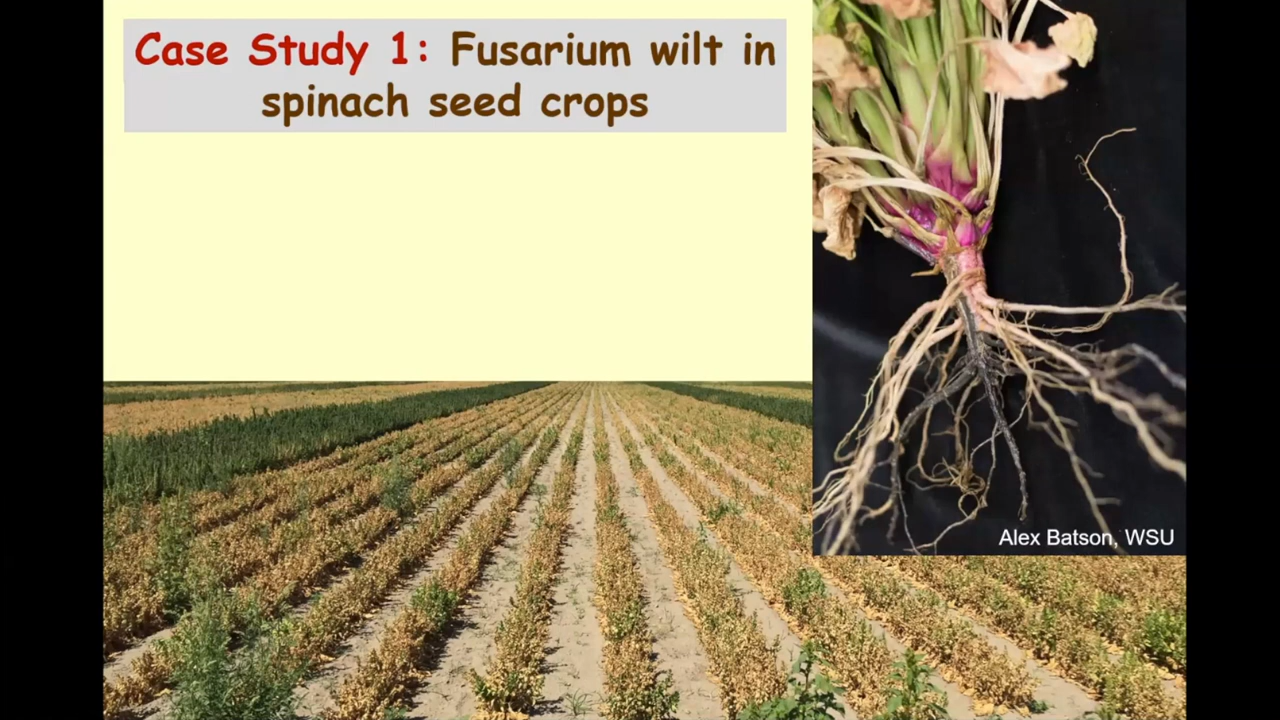 Case Study 1: Fusarium wilt in
spinach seed crops
Alex Batson, WSU